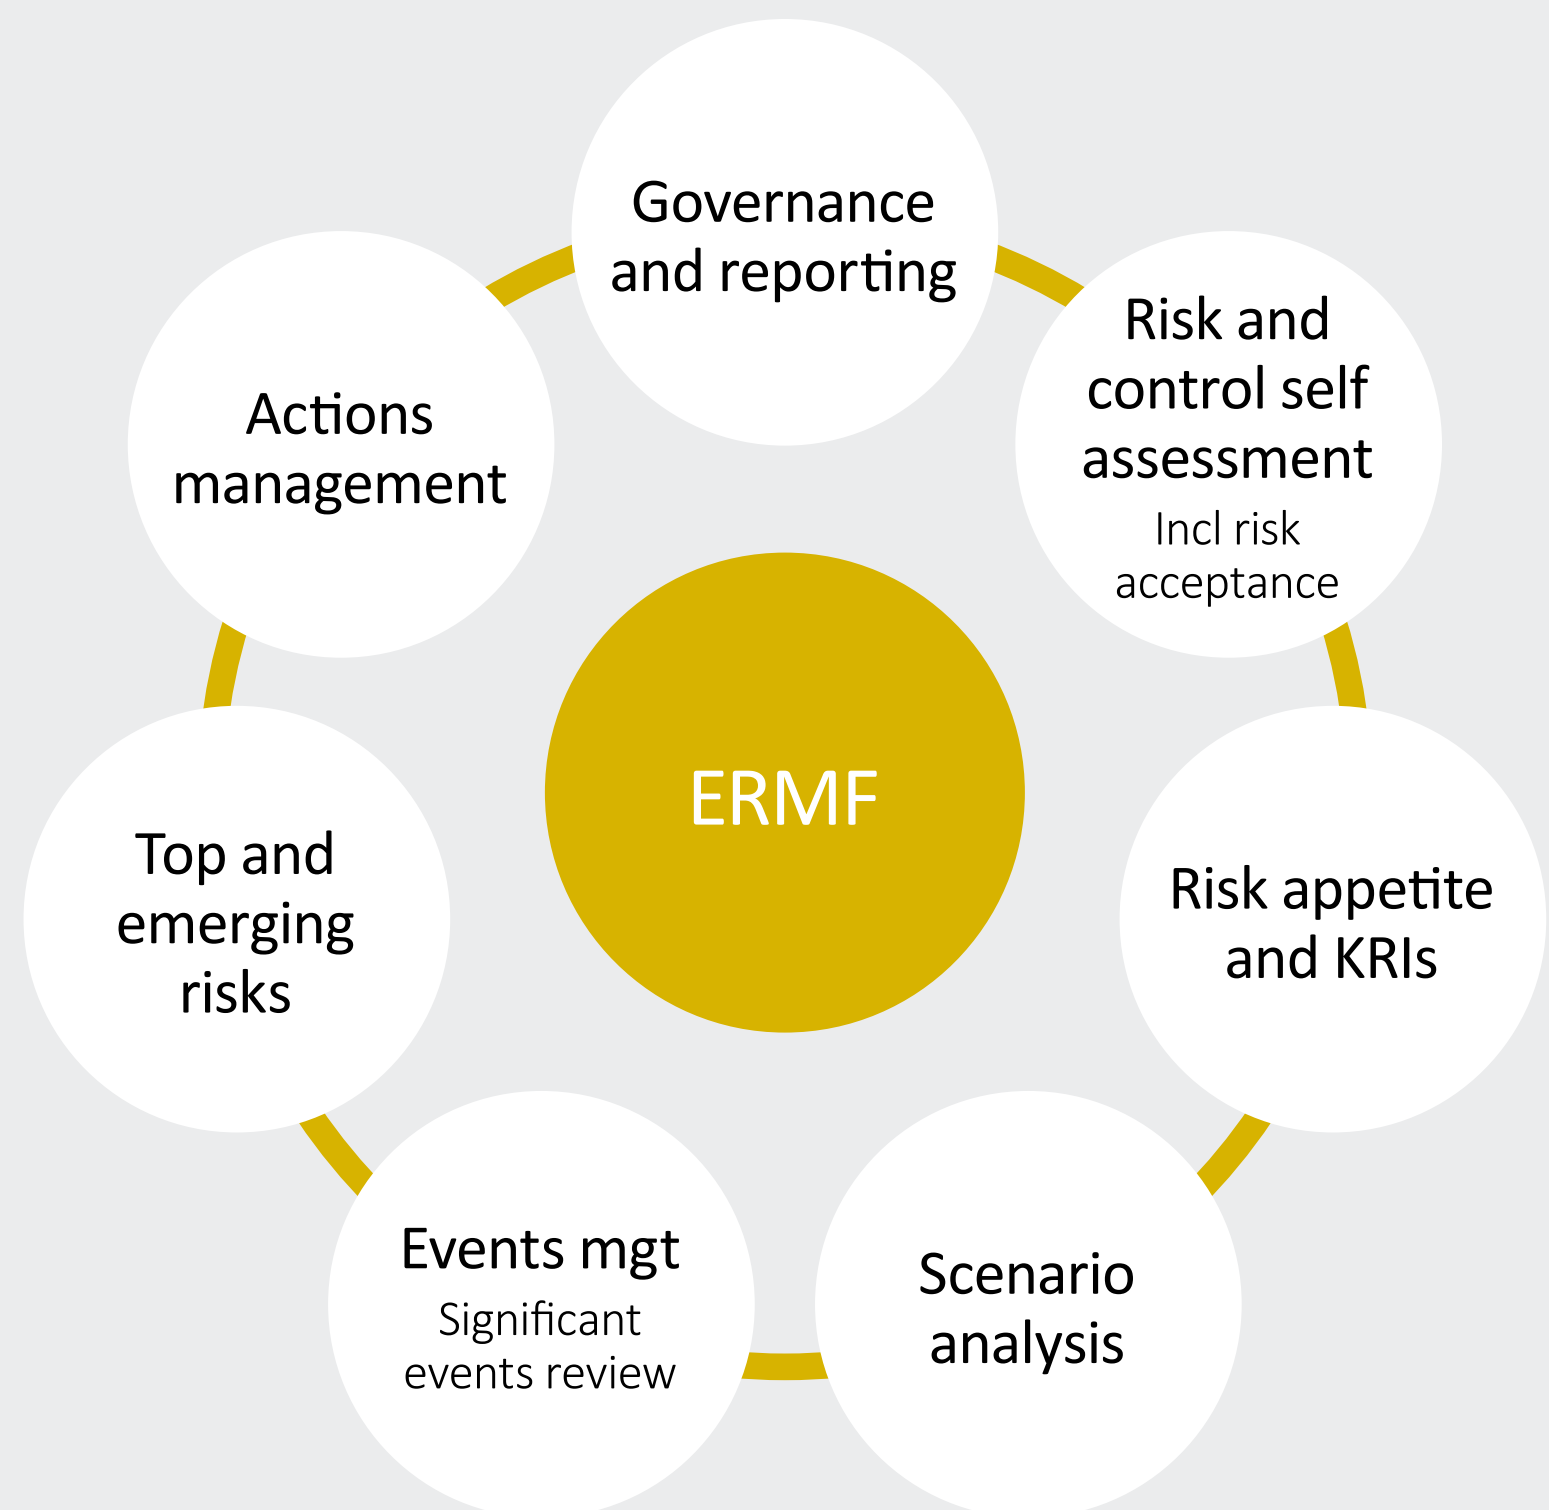 Governance
and reporting
Risk and
control self
assessment
Incl risk
acceptance
Risk appetite
and KRIs
Scenario
analysis
Events mgt
Significant
events review
Top and
emerging
risks
Actions
management
ERMF